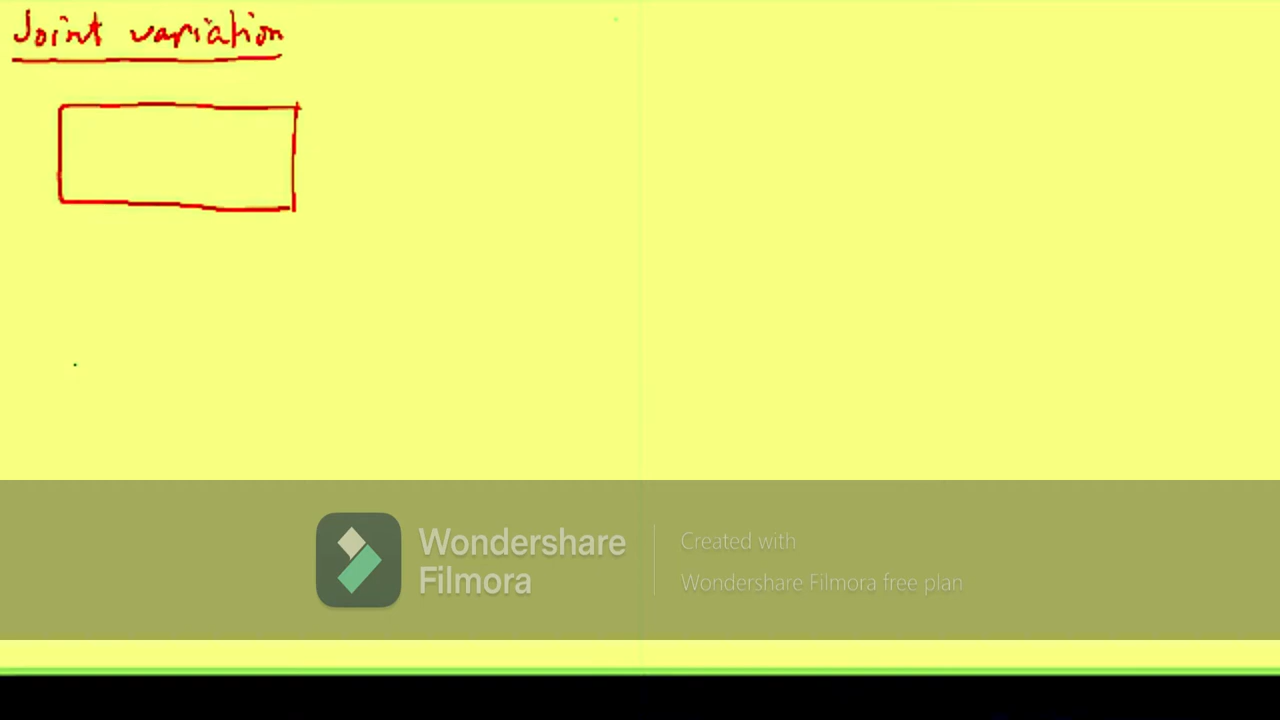 Joint variation
Wondershare
Filmora
Created with
Wondershare Filmora free plan